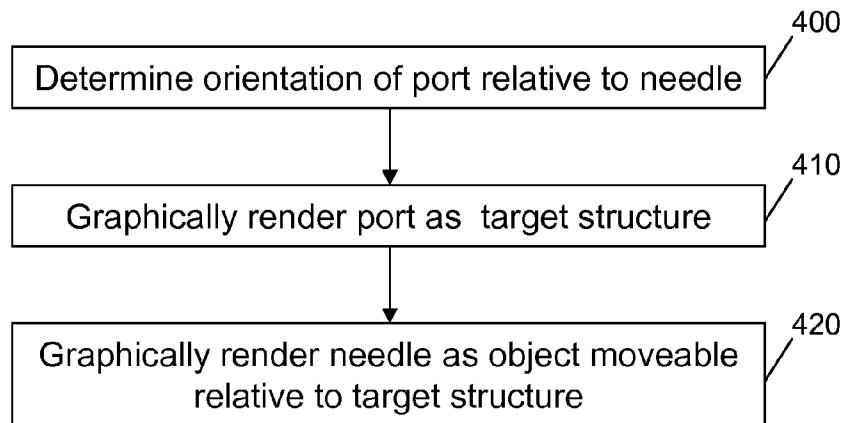 400
Determine orientation of port relative to needle
410
Graphically render port as target structure
420
Graphically render needle as object moveable
relative to target structure